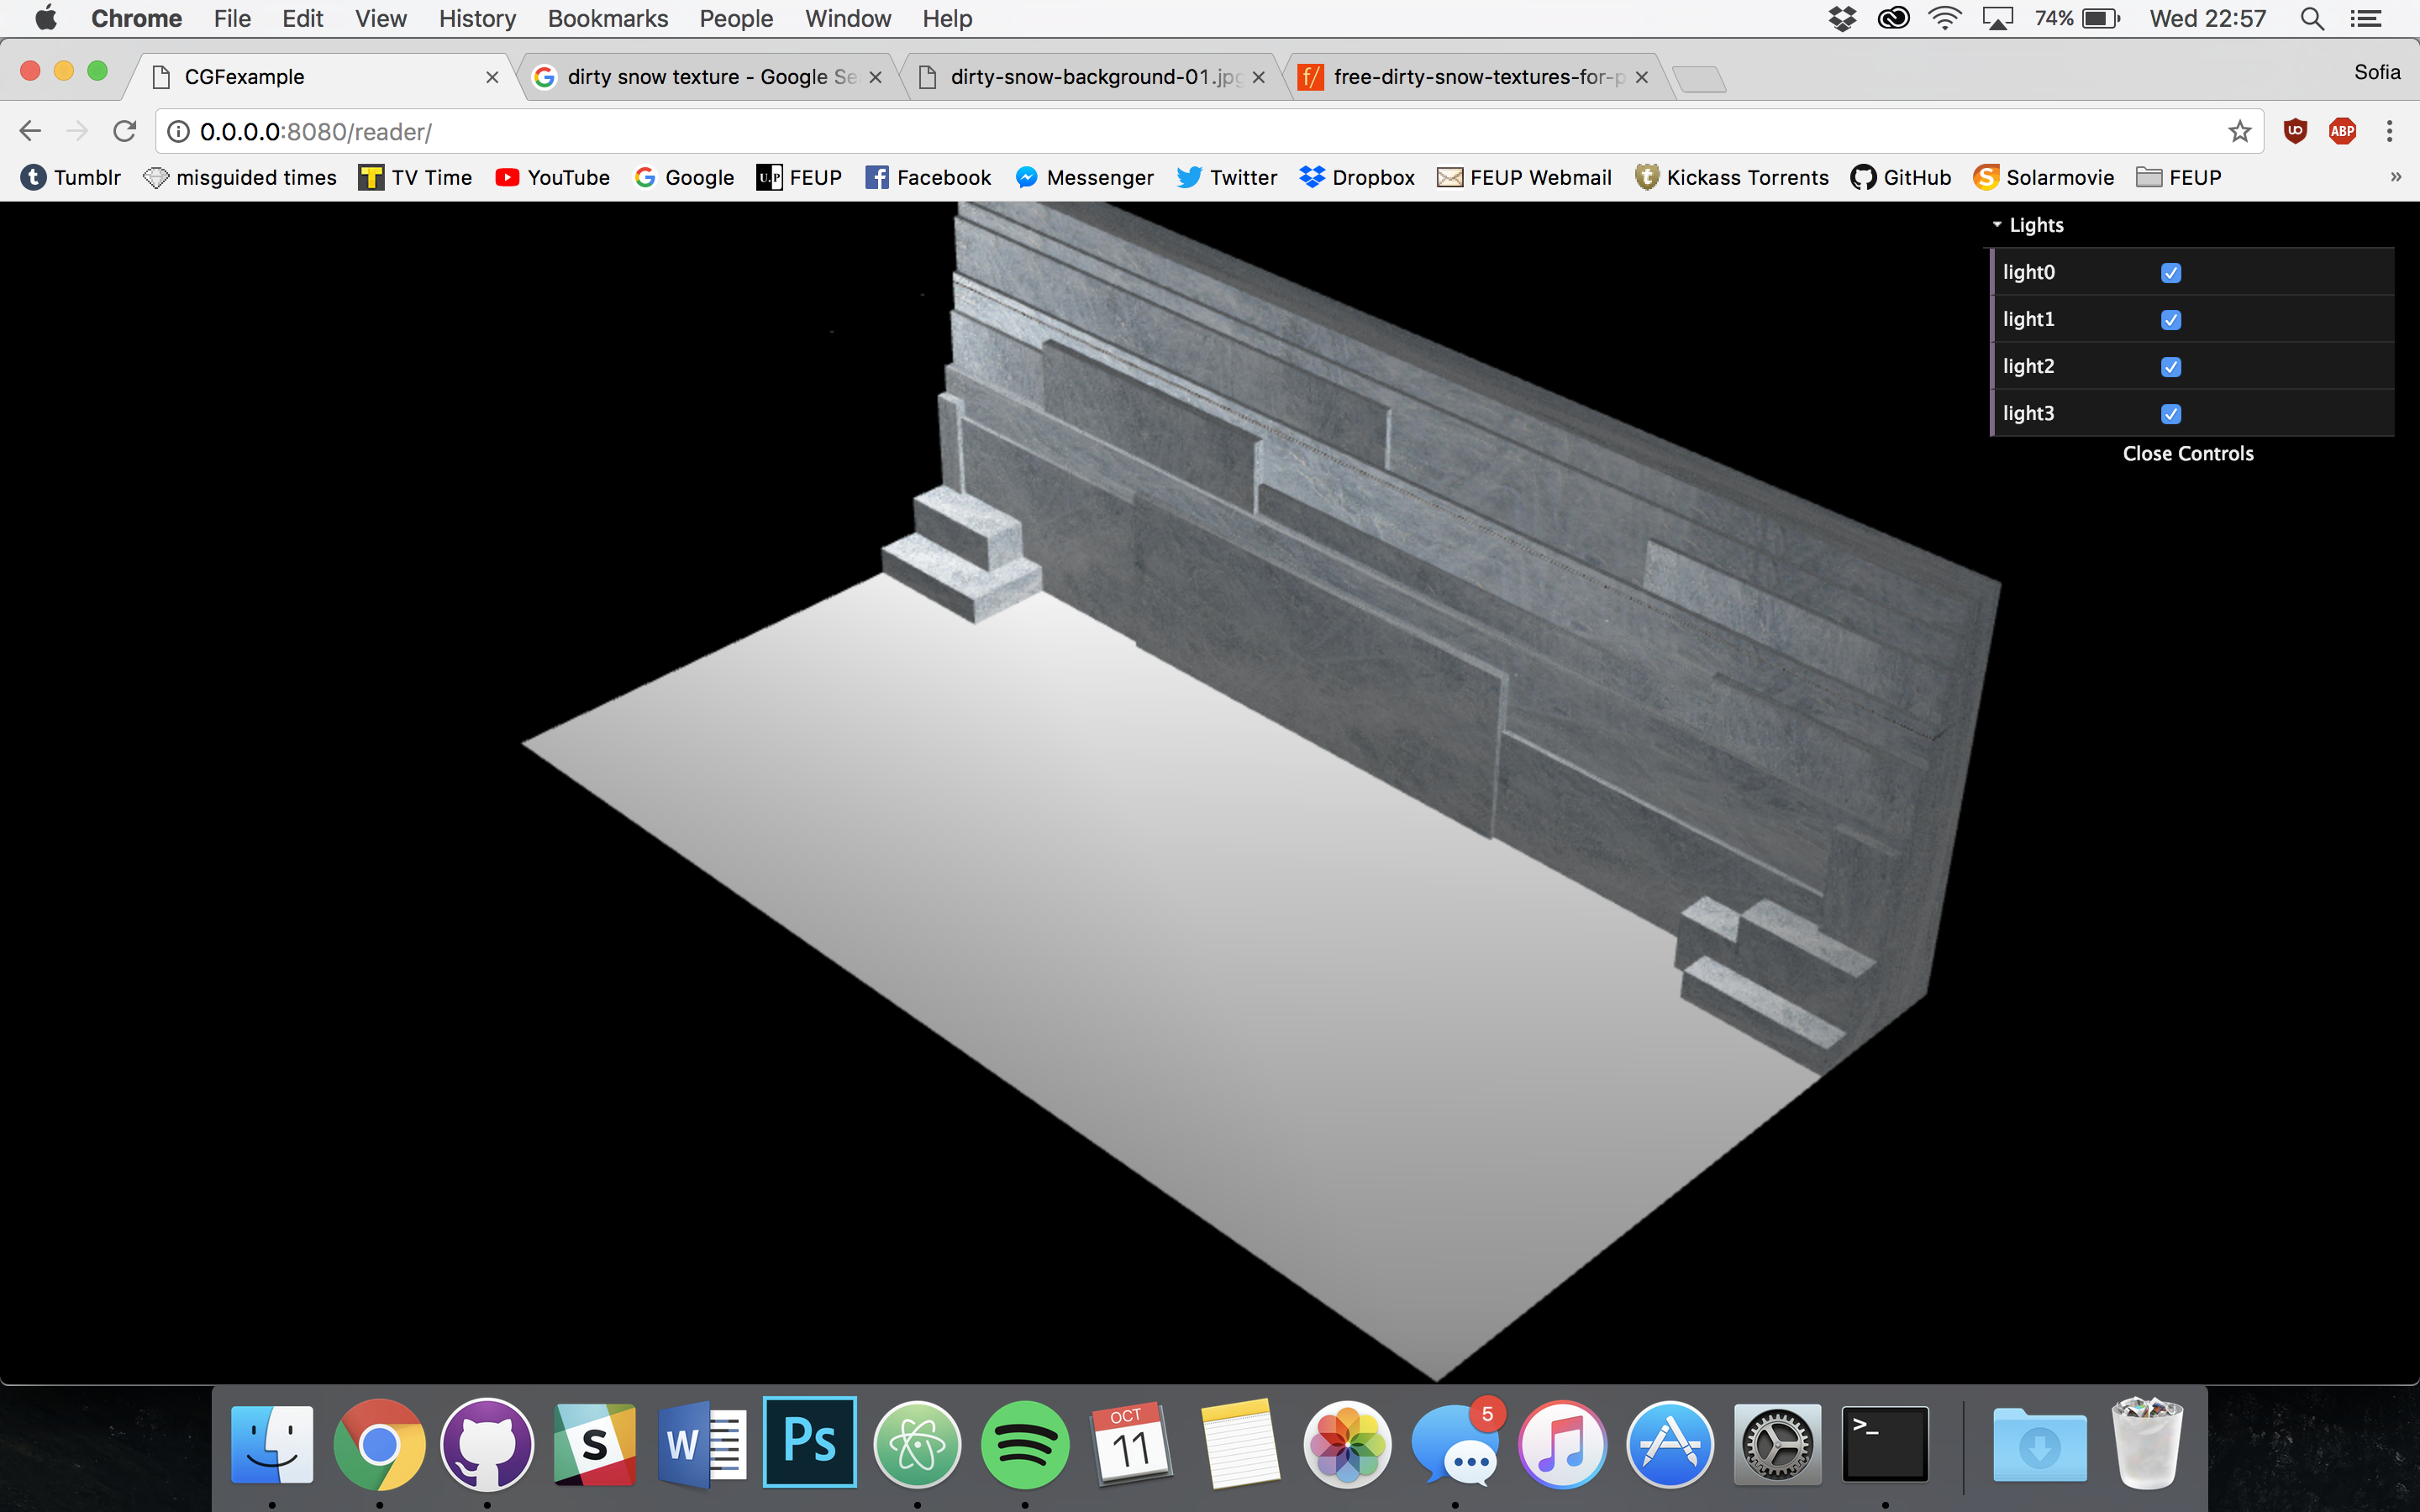 Chrome File Edit View History Bookmarks People Window Help 74% Wed 22:57
CGFexample dirty snow texture - Google Se dirty-snow-background-01.jpg free-dirty-snow-textures-for-p Sofia
0.0.0.0:8080/reader/ UO ABP
t Tumblr misguided times T TV Time YouTube G Google U.P FEUP f Facebook Messenger Twitter Dropbox FEUP Webmail t Kickass Torrents GitHub S Solarmovie FEUP »
Lights
light0
light1
light2
light3
Close Controls
S W Ps OCT 11 5 >_